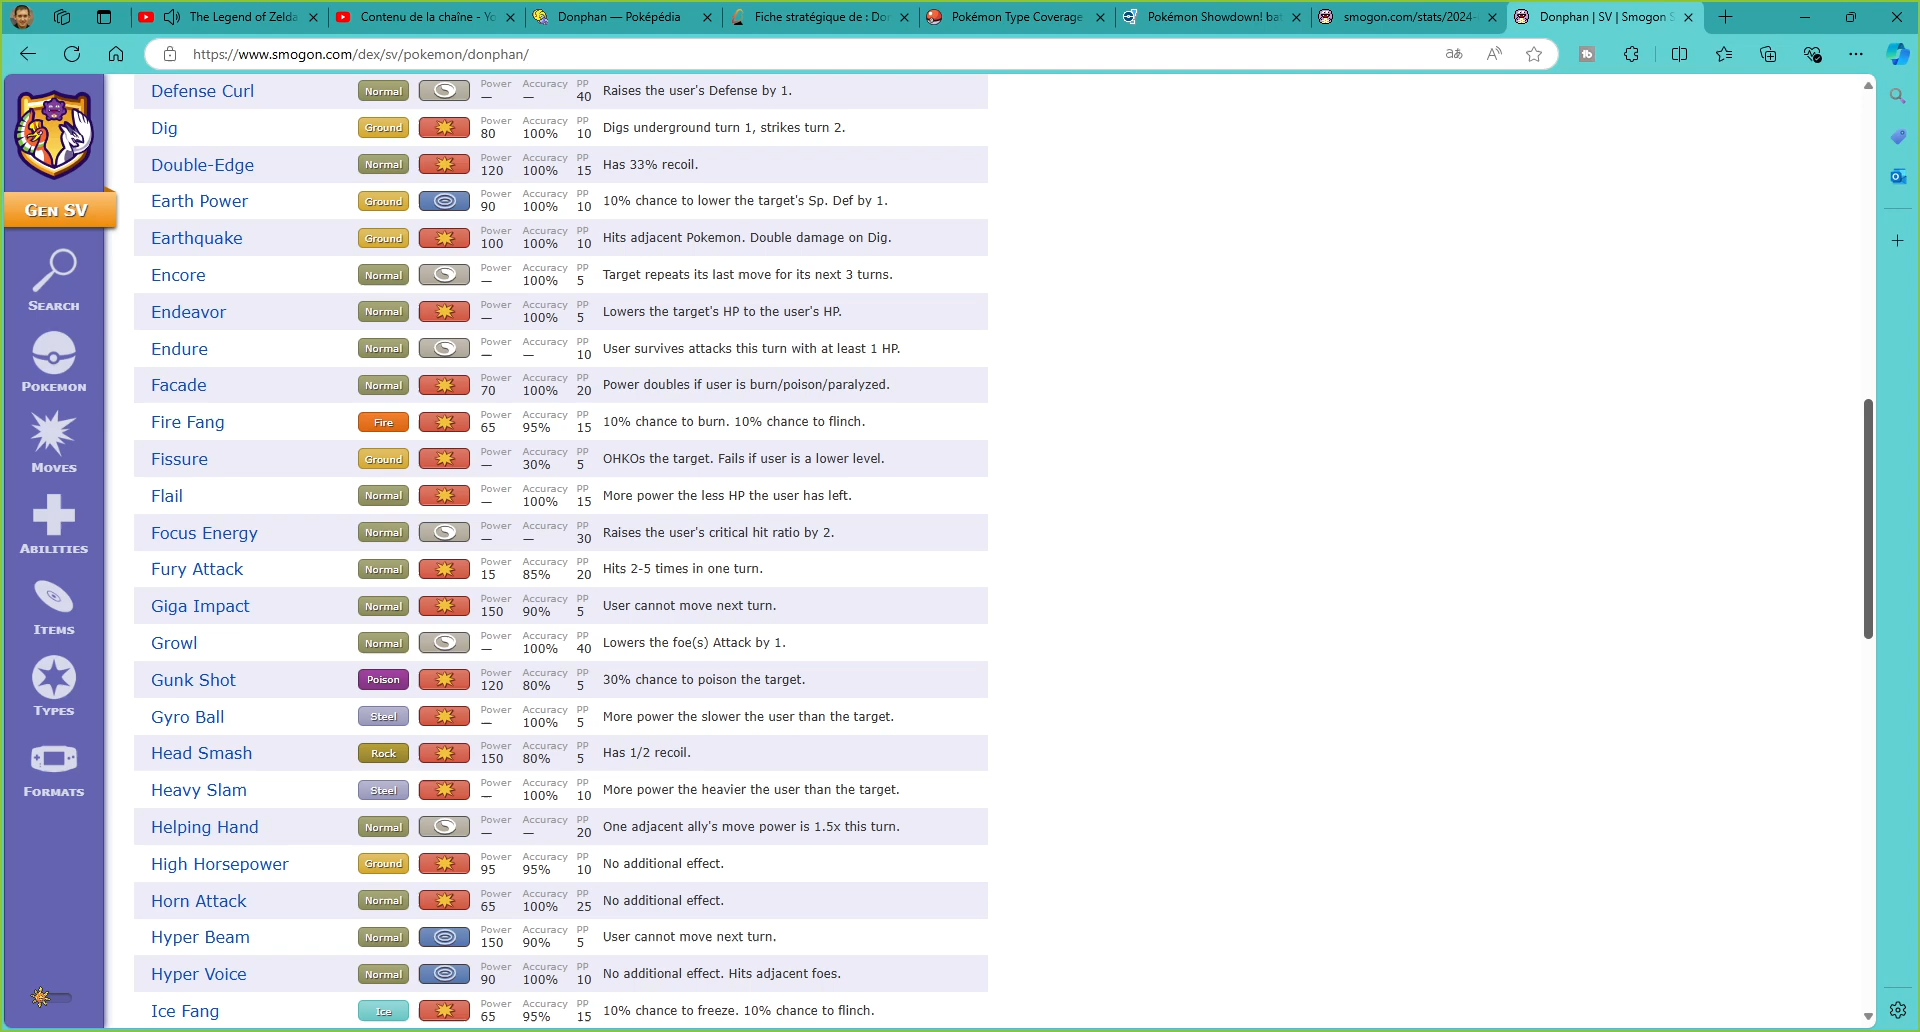 The Legend of Zelda
Contenu de la chaîne - Yo
Donphan — Poképédia
Fiche stratégique de : Do
Pokémon Type Coverage
Pokémon Showdown! ba
smogon.com/stats/2024-
Donphan | SV | Smogon S
https://www.smogon.com/dex/sv/pokemon/donphan/
GEN SV
SEARCH
POKEMON
MOVES
ABILITIES
ITEMS
TYPES
FORMATS
Defense Curl Normal Power — Accuracy — PP 40 Raises the user's Defense by 1.
Dig Ground Power 80 Accuracy 100% PP 10 Digs underground turn 1, strikes turn 2.
Double-Edge Normal Power 120 Accuracy 100% PP 15 Has 33% recoil.
Earth Power Ground Power 90 Accuracy 100% PP 10 10% chance to lower the target's Sp. Def by 1.
Earthquake Ground Power 100 Accuracy 100% PP 10 Hits adjacent Pokemon. Double damage on Dig.
Encore Normal Power — Accuracy 100% PP 5 Target repeats its last move for its next 3 turns.
Endeavor Normal Power — Accuracy 100% PP 5 Lowers the target's HP to the user's HP.
Endure Normal Power — Accuracy — PP 10 User survives attacks this turn with at least 1 HP.
Facade Normal Power 70 Accuracy 100% PP 20 Power doubles if user is burn/poison/paralyzed.
Fire Fang Fire Power 65 Accuracy 95% PP 15 10% chance to burn. 10% chance to flinch.
Fissure Ground Power — Accuracy 30% PP 5 OHKOs the target. Fails if user is a lower level.
Flail Normal Power — Accuracy 100% PP 15 More power the less HP the user has left.
Focus Energy Normal Power — Accuracy — PP 30 Raises the user's critical hit ratio by 2.
Fury Attack Normal Power 15 Accuracy 85% PP 20 Hits 2-5 times in one turn.
Giga Impact Normal Power 150 Accuracy 90% PP 5 User cannot move next turn.
Growl Normal Power — Accuracy 100% PP 40 Lowers the foe(s) Attack by 1.
Gunk Shot Poison Power 120 Accuracy 80% PP 5 30% chance to poison the target.
Gyro Ball Steel Power — Accuracy 100% PP 5 More power the slower the user than the target.
Head Smash Rock Power 150 Accuracy 80% PP 5 Has 1/2 recoil.
Heavy Slam Steel Power — Accuracy 100% PP 10 More power the heavier the user than the target.
Helping Hand Normal Power — Accuracy — PP 20 One adjacent ally's move power is 1.5x this turn.
High Horsepower Ground Power 95 Accuracy 95% PP 10 No additional effect.
Horn Attack Normal Power 65 Accuracy 100% PP 25 No additional effect.
Hyper Beam Normal Power 150 Accuracy 90% PP 5 User cannot move next turn.
Hyper Voice Normal Power 90 Accuracy 100% PP 10 No additional effect. Hits adjacent foes.
Ice Fang Ice Power 65 Accuracy 95% PP 15 10% chance to freeze. 10% chance to flinch.